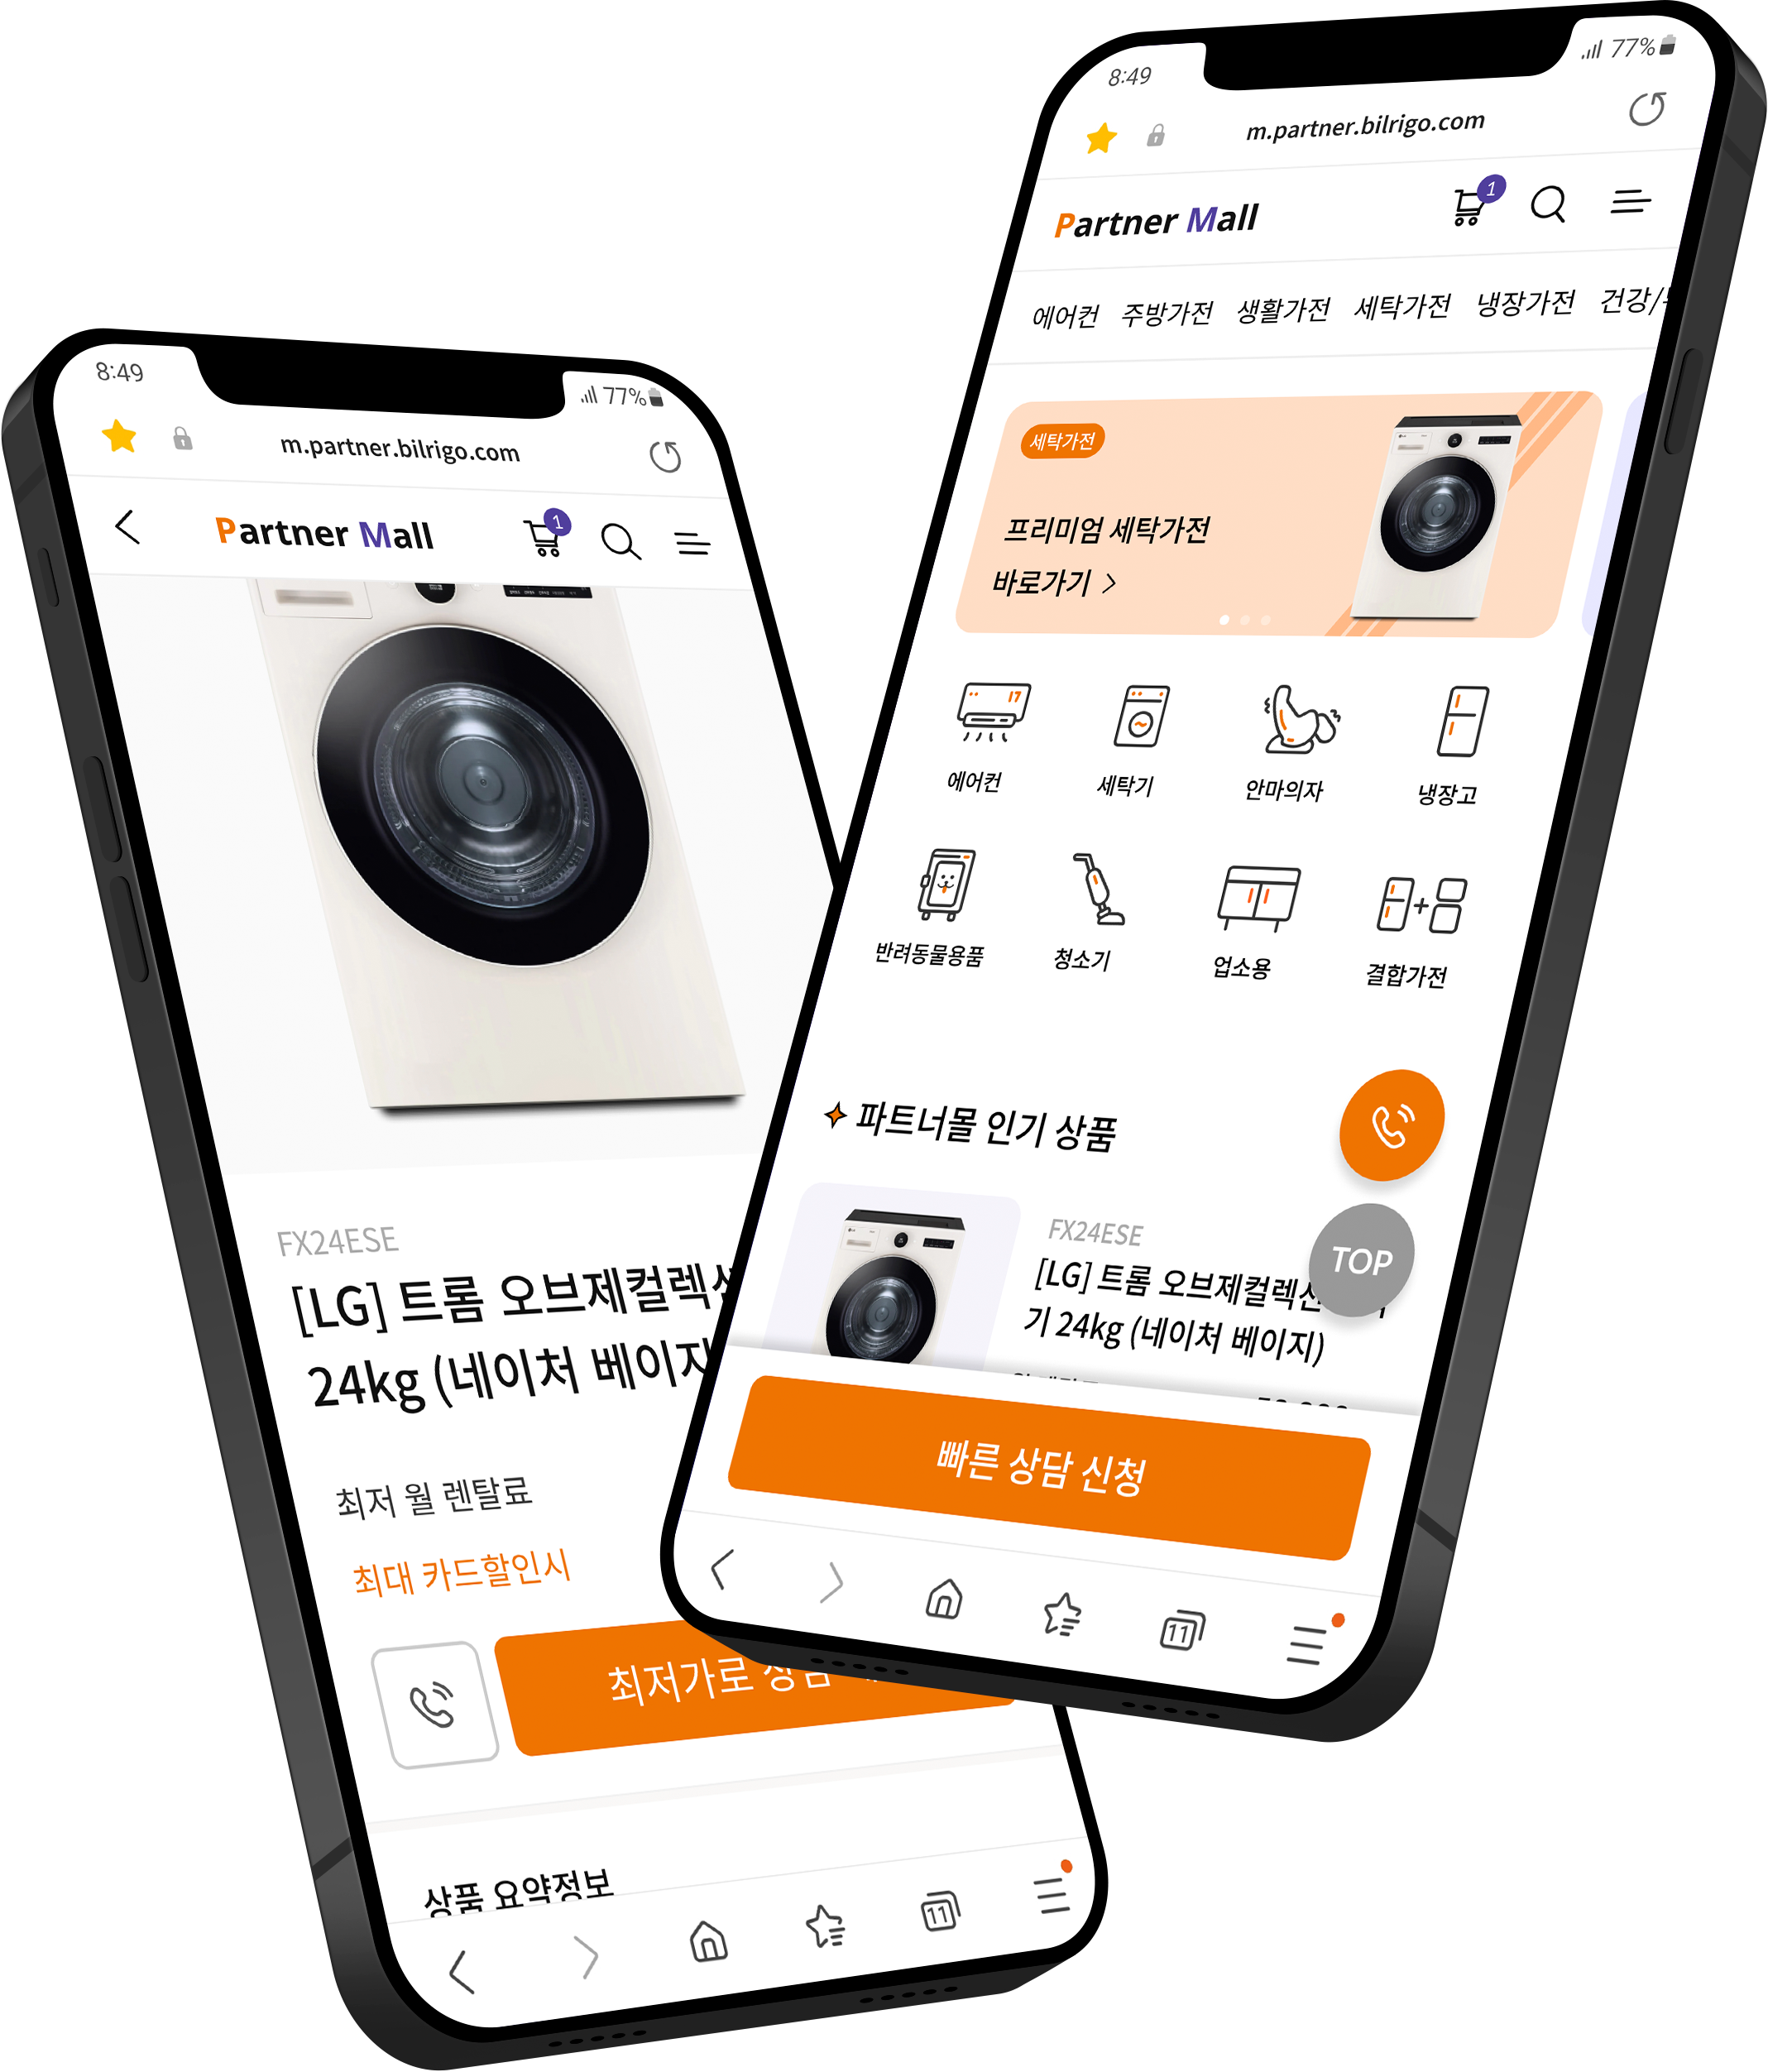 8:49
77%
m.partner.bilrigo.com
Partner Mall
1
FX24ESE
[LG] 트롬 오브제컬렉션
24kg (네이처 베이지
최저 월 렌탈료
최대 카드할인시
최저가로 상담
상품 요약정보
11
8:49
77%
m.partner.bilrigo.com
Partner Mall
1
에어컨 주방가전 생활가전 세탁가전 냉장가전 건강/
세탁가전
프리미엄 세탁가전
바로가기
17
에어컨 세탁기 안마의자 냉장고
반려동물용품 청소기 업소용 결합가전
파트너몰 인기 상품
FX24ESE
[LG] 트롬 오브제컬렉션
기 24kg (네이처 베이지)
TOP
빠른 상담 신청
11